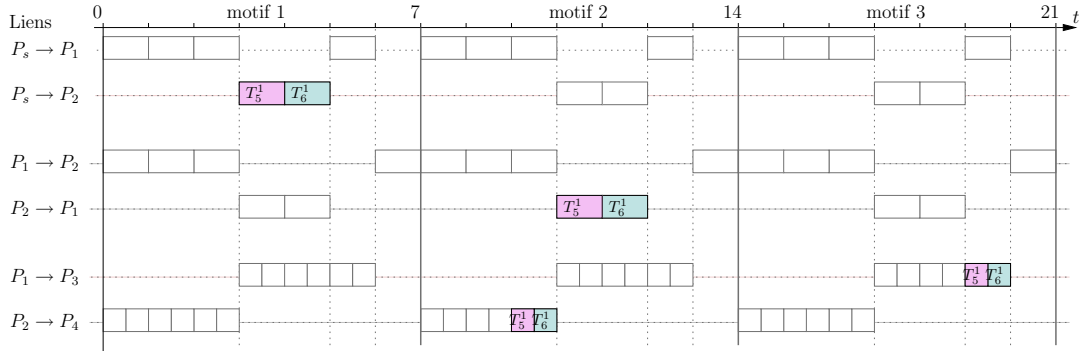 Liens 0 motif 1 7 motif 2 14 motif 3 21 t
P_s → P_1
P_s → P_2 T_5^1 T_6^1
P_1 → P_2
P_2 → P_1 T_5^1 T_6^1
P_1 → P_3 T_5^1 T_6^1
P_2 → P_4 T_5^1 T_6^1